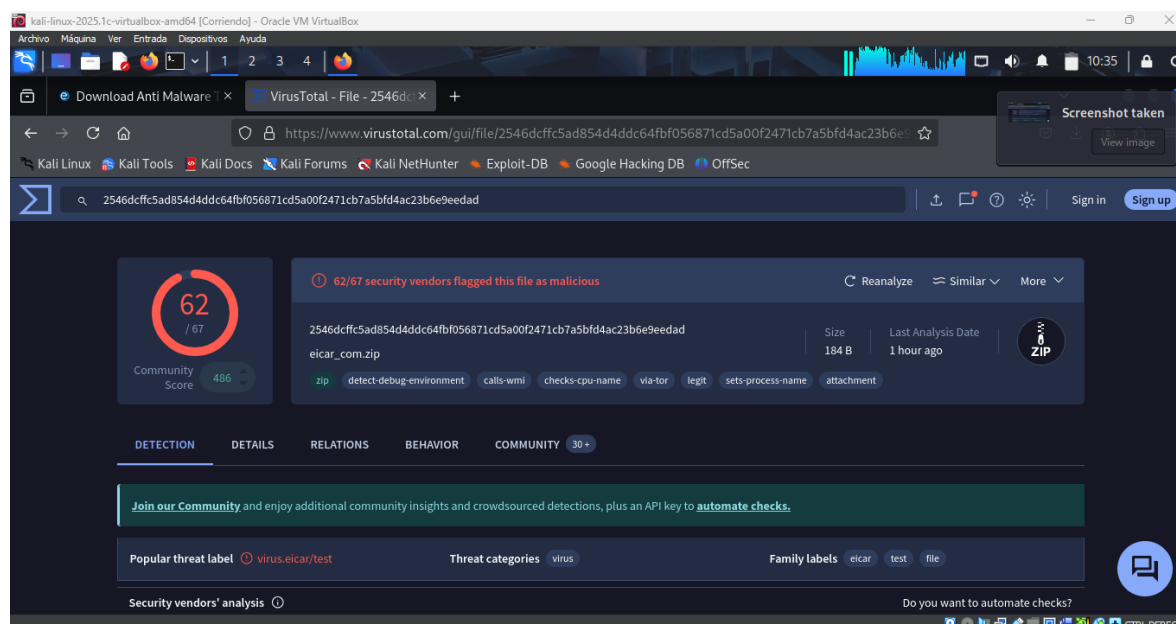 kali-linux-2025.1c-virtualbox-amd64 [Corriendo] - Oracle VM VirtualBox
Archivo Máquina Ver Entrada Dispositivos Ayuda
1 2 3 4 10:35
Download Anti Malware T VirusTotal - File - 2546dcf
Screenshot taken
https://www.virustotal.com/gui/file/2546dcffc5ad854d4ddc64fbf056871cd5a00f2471cb7a5bfd4ac23b6e9
View image
Kali Linux Kali Tools Kali Docs Kali Forums Kali NetHunter Exploit-DB Google Hacking DB OffSec
2546dcffc5ad854d4ddc64fbf056871cd5a00f2471cb7a5bfd4ac23b6e9eedad Sign in Sign up
62/67 security vendors flagged this file as malicious Reanalyze Similar More
62
/ 67
2546dcffc5ad854d4ddc64fbf056871cd5a00f2471cb7a5bfd4ac23b6e9eedad
eicar_com.zip
Size
184 B
Last Analysis Date
1 hour ago
ZIP
Community
Score
486
zip detect-debug-environment calls-wmi checks-cpu-name via-tor legit sets-process-name attachment
DETECTION DETAILS RELATIONS BEHAVIOR COMMUNITY 30+
Join our Community and enjoy additional community insights and crowdsourced detections, plus an API key to automate checks.
Popular threat label virus.eicar/test Threat categories virus Family labels eicar test file
Security vendors' analysis Do you want to automate checks?